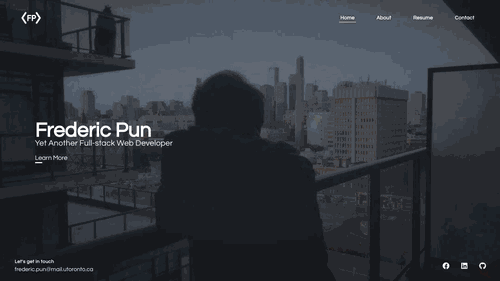 FP
Home
About
Resume
Contact
Frederic Pun
Yet Another Full-stack Web Developer
Learn More
Let's get in touch
frederic.pun@mail.utoronto.ca